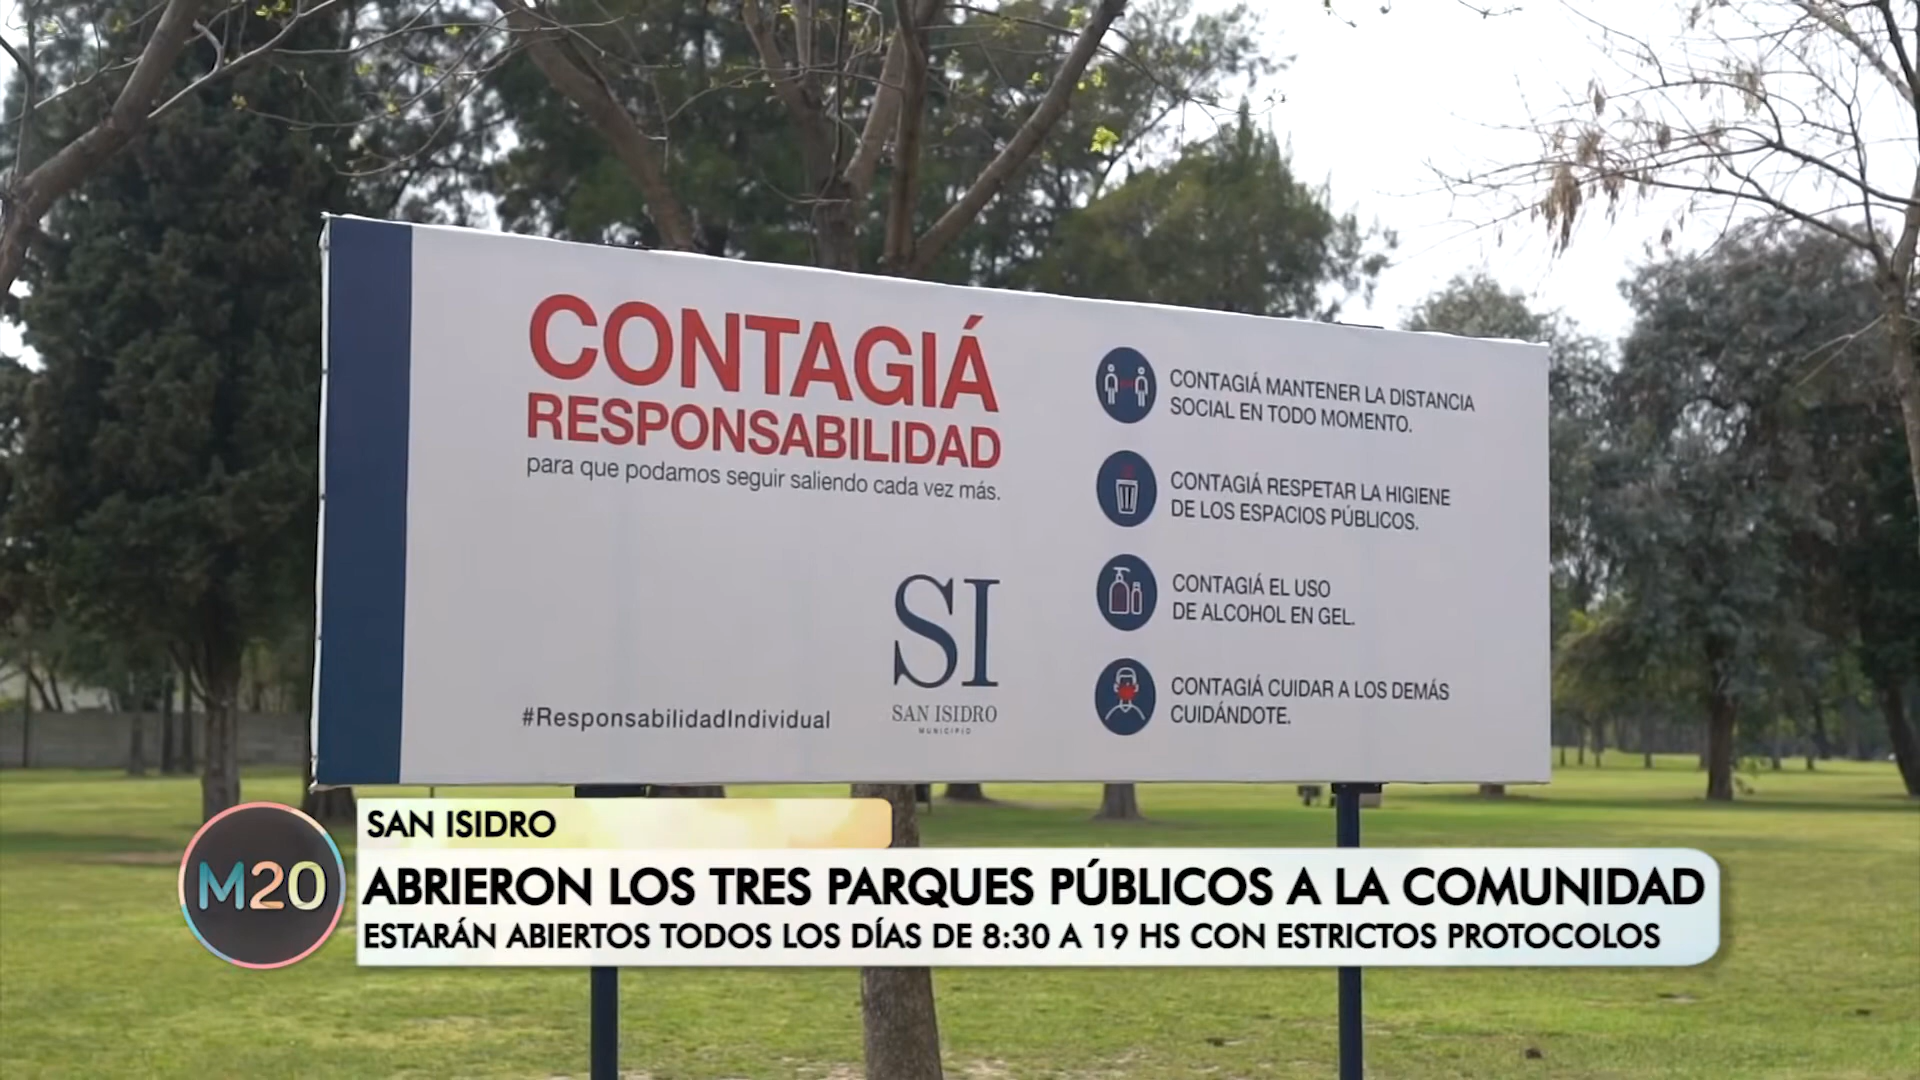 CONTAGIÁ
RESPONSABILIDAD
para que podamos seguir saliendo cada vez más.
#ResponsabilidadIndividual
SI
SAN ISIDRO
MUNICIPIO
CONTAGIÁ MANTENER LA DISTANCIA
SOCIAL EN TODO MOMENTO.
CONTAGIÁ RESPETAR LA HIGIENE
DE LOS ESPACIOS PÚBLICOS.
CONTAGIÁ EL USO
DE ALCOHOL EN GEL.
CONTAGIÁ CUIDAR A LOS DEMÁS
CUIDÁNDOTE.
M20
SAN ISIDRO
ABRIERON LOS TRES PARQUES PÚBLICOS A LA COMUNIDAD
ESTARÁN ABIERTOS TODOS LOS DÍAS DE 8:30 A 19 HS CON ESTRICTOS PROTOCOLOS